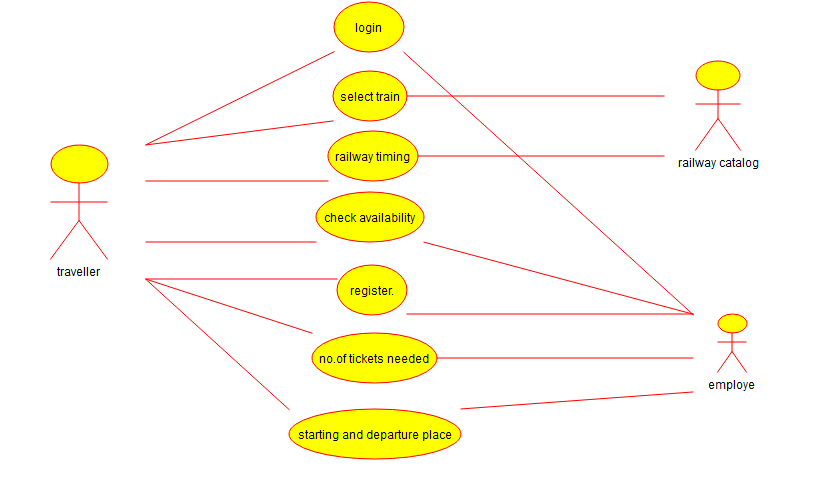 login
select train
railway timing
railway catalog
check availability
traveller
register.
no.of tickets needed
employe
starting and departure place